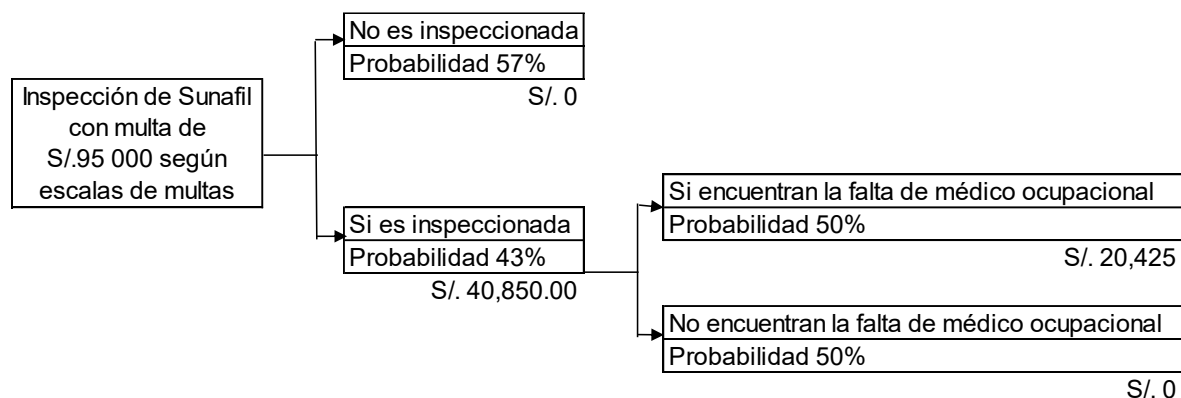 Inspección de Sunafil
con multa de
S/.95 000 según
escalas de multas
No es inspeccionada
Probabilidad 57%
S/. 0
Si es inspeccionada
Probabilidad 43%
S/. 40,850.00
Si encuentran la falta de médico ocupacional
Probabilidad 50%
S/. 20,425
No encuentran la falta de médico ocupacional
Probabilidad 50%
S/. 0